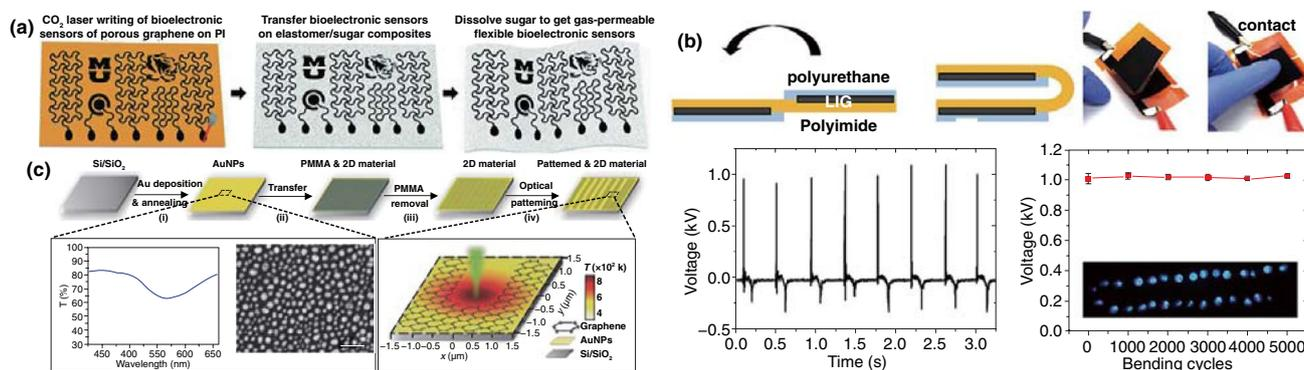 (a)
CO2 laser writing of bioelectronic
sensors of porous graphene on PI
Transfer bioelectronic sensors
on elastomer/sugar composites
Dissolve sugar to get gas-permeable
flexible bioelectronic sensors
MU
MU
MU
(b)
polyurethane
LIG
Polyimide
contact
(c)
Si/SiO2
Au deposition
& annealing
(i)
AuNPs
Transfer
(ii)
PMMA & 2D material
PMMA
removal
(iii)
2D material
Optical
patteming
(iv)
Pattemed & 2D material
T (%)
100
90
80
70
60
50
40
30
450
500
550
600
650
Wavelength (nm)
1.5
1.0
0.5
0
−0.5
−1.0
−1.5
y (μm)
−1.5
−1.0
−0.5
0
0.5
1.0
1.5
x (μm)
T (×10² k)
8
6
4
Graphene
AuNPs
Si/SiO2
Voltage (kV)
1.0
0.5
0.0
−0.5
0.0
0.5
1.0
1.5
2.0
2.5
3.0
Time (s)
Voltage (kV)
1.2
1.0
0.8
0.6
0.4
0.2
0.0
0
1000
2000
3000
4000
5000
Bending cycles